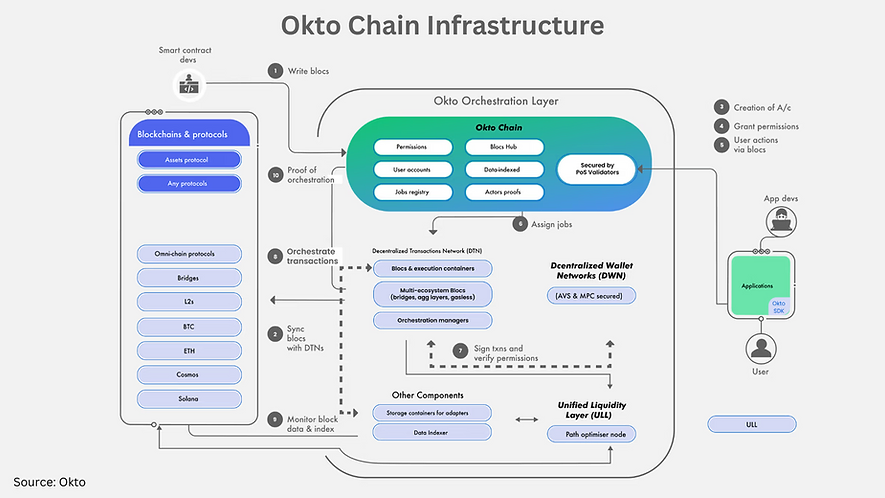 Okto Chain Infrastructure
Smart contract
devs
1 Write blocs
Okto Orchestration Layer
Blockchains & protocols
Assets protocol
Any protocols
Omni-chain protocols
Bridges
L2s
BTC
ETH
Cosmos
Solana
10 Proof of
orchestration
8 Orchestrate
transactions
2 Sync
blocs
with DTNs
9 Monitor block
data & index
Okto Chain
Permissions
Blocs Hub
User accounts
Data-indexed
Jobs registry
Actors proofs
Secured by
PoS Validators
6 Assign jobs
Decentralized Transactions Network (DTN)
Blocs & execution containers
Multi-ecosystem Blocs
(bridges, agg layers, gasless)
Orchestration managers
Decentralized Wallet
Networks (DWN)
(AVS & MPC secured)
7 Sign txns and
verify permissions
Other Components
Storage containers for adapters
Data Indexer
Unified Liquidity
Layer (ULL)
Path optimiser node
3 Creation of A/c
4 Grant permissions
5 User actions
via blocs
App devs
Applications
Okto
SDK
User
ULL
Source: Okto